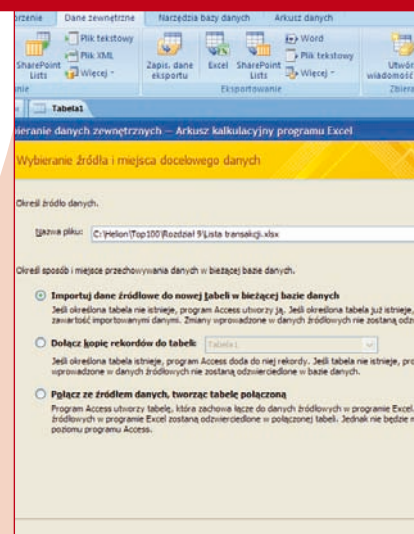 orzenie Dane zewnętrzne Narzędzia bazy danych Arkusz danych
SharePoint Lists
Plik tekstowy
Plik XML
Więcej
Zapis. dane eksportu
Excel
SharePoint Lists
Word
Plik tekstowy
Więcej
Utwór
wiadomość
nie Eksportowanie Zbiera
Tabela1
bieranie danych zewnętrznych — Arkusz kalkulacyjny programu Excel
Wybieranie źródła i miejsca docelowego danych
Określ źródło danych.
Nazwa pliku: C:\Helion\Top100\Rozdział 9\Lista transakcji.xlsx
Określ sposób i miejsce przechowywania danych w bieżącej bazie danych.
Importuj dane źródłowe do nowej tabeli w bieżącej bazie danych
Jeśli określona tabela nie istnieje, program Access utworzy ją. Jeśli określona tabela już istnieje,
zawartość importowanymi danymi. Zmiany wprowadzone w danych źródłowych nie zostaną odz
Dołącz kopię rekordów do tabeli: Tabela1
Jeśli określona tabela istnieje, program Access doda do niej rekordy. Jeśli tabela nie istnieje, pro
wprowadzone w danych źródłowych nie zostaną odzwierciedlone w bazie danych.
Połącz ze źródłem danych, tworząc tabelę połączoną
Program Access utworzy tabelę, która zachowa łącze do danych źródłowych w programie Excel.
źródłowych w programie Excel zostaną odzwierciedlone w połączonej tabeli. Jednak nie będzie m
poziomu programu Access.